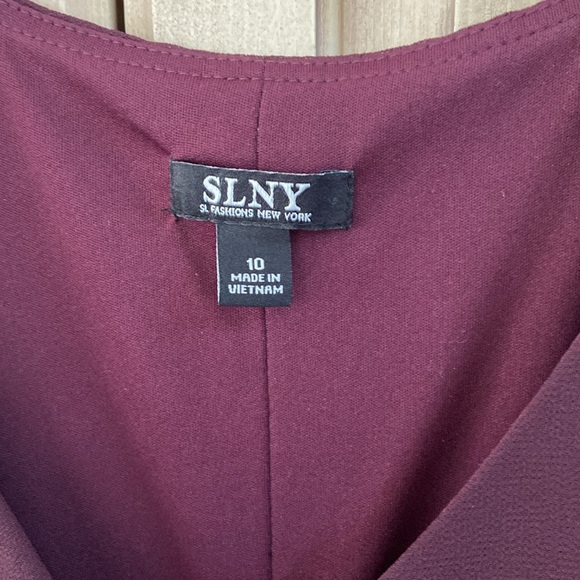 SLNY
SL FASHIONS NEW YORK
10
MADE IN
VIETNAM